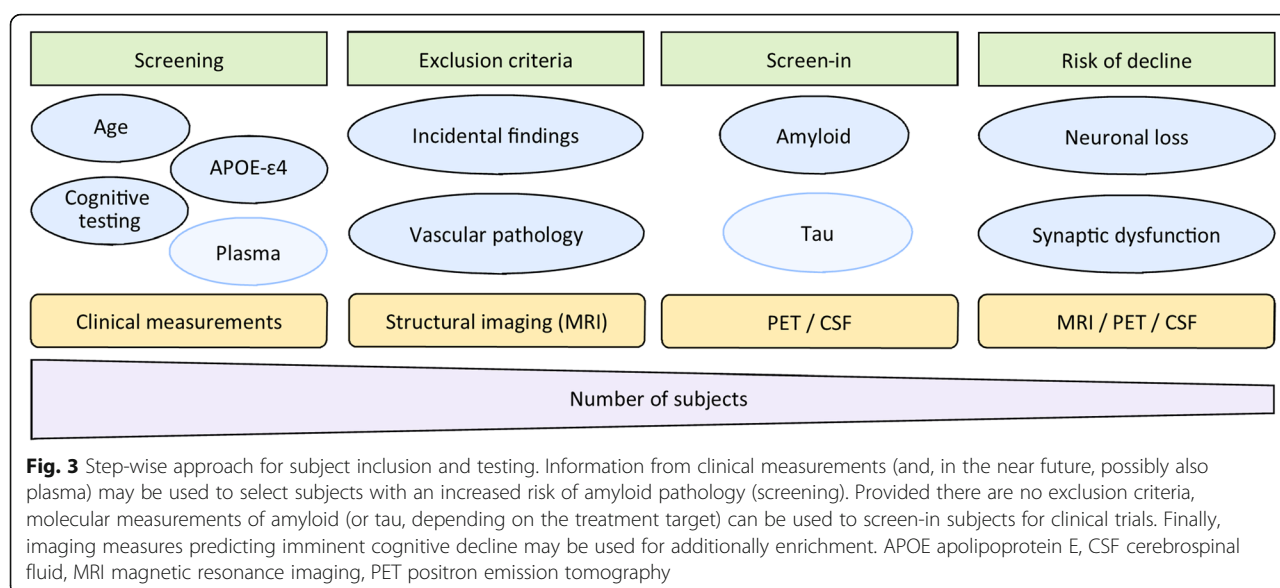 Screening
Exclusion criteria
Screen-in
Risk of decline
Age
APOE-ε4
Cognitive
testing
Plasma
Incidental findings
Vascular pathology
Amyloid
Tau
Neuronal loss
Synaptic dysfunction
Clinical measurements
Structural imaging (MRI)
PET / CSF
MRI / PET / CSF
Number of subjects
Fig. 3 Step-wise approach for subject inclusion and testing. Information from clinical measurements (and, in the near future, possibly also
plasma) may be used to select subjects with an increased risk of amyloid pathology (screening). Provided there are no exclusion criteria,
molecular measurements of amyloid (or tau, depending on the treatment target) can be used to screen-in subjects for clinical trials. Finally,
imaging measures predicting imminent cognitive decline may be used for additionally enrichment. APOE apolipoprotein E, CSF cerebrospinal
fluid, MRI magnetic resonance imaging, PET positron emission tomography